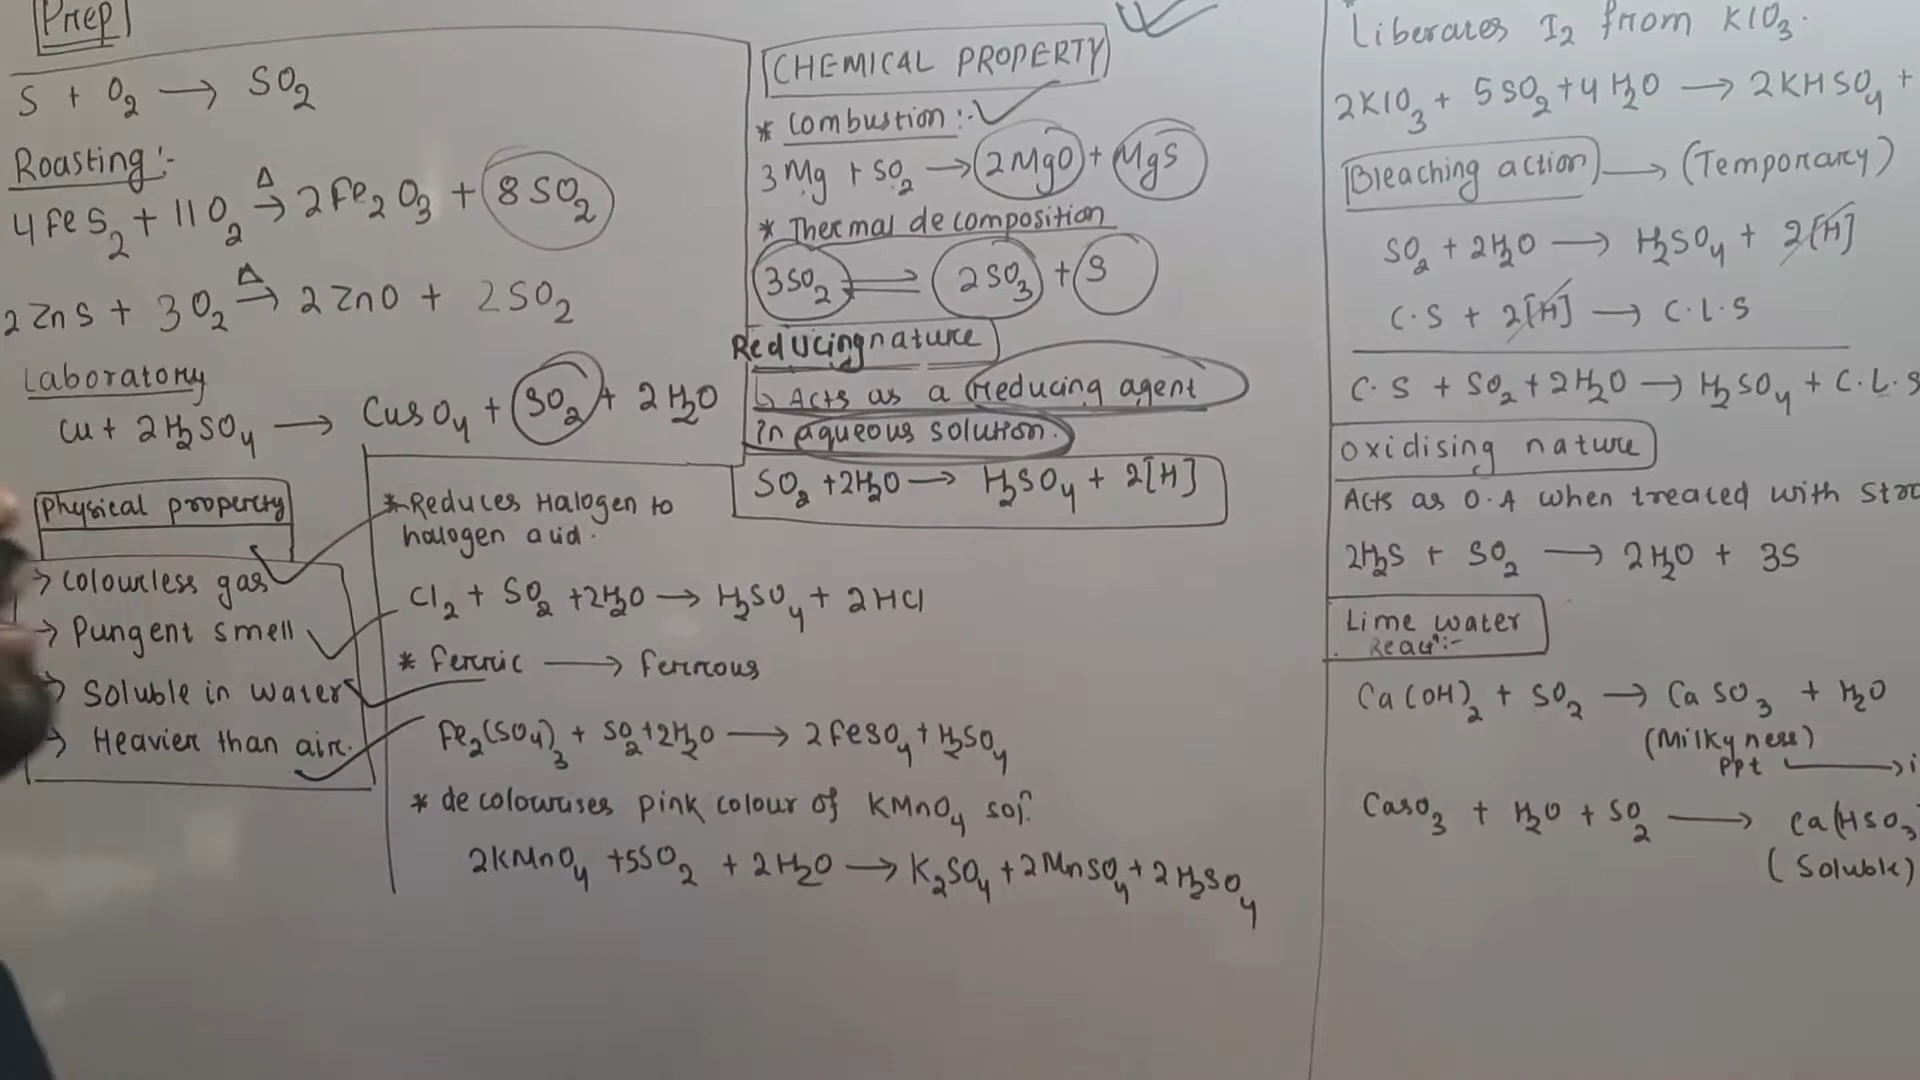 Prep
S + O₂ → SO₂
Roasting:-
4FeS₂ + 11O₂ →Δ 2Fe₂O₃ + 8SO₂
2ZnS + 3O₂ →Δ 2ZnO + 2SO₂
Laboratory
Cu + 2H₂SO₄ → CuSO₄ + SO₂ + 2H₂O
Physical property
→ Colourless gas
→ Pungent smell
→ Soluble in water
→ Heavier than air.
* Reduces Halogen to
halogen acid.
Cl₂ + SO₂ + 2H₂O → H₂SO₄ + 2HCl
* ferric → ferrous
Fe₂(SO₄)₃ + SO₂ + 2H₂O → 2FeSO₄ + H₂SO₄
* decolourises pink colour of KMnO₄ solⁿ.
2KMnO₄ + 5SO₂ + 2H₂O → K₂SO₄ + 2MnSO₄ + 2H₂SO₄
CHEMICAL PROPERTY
* Combustion :-
3Mg + SO₂ → 2MgO + MgS
* Thermal decomposition
3SO₂ ⇌ 2SO₃ + S
Reducing nature
↳ Acts as a reducing agent
in aqueous solution.
SO₂ + 2H₂O → H₂SO₄ + 2[H]
* Liberates I₂ from KIO₃.
2KIO₃ + 5SO₂ + 4H₂O → 2KHSO₄ +
Bleaching action → (Temporary)
SO₂ + 2H₂O → H₂SO₄ + 2[H]
C.S + 2[H] → C.L.S
C.S + SO₂ + 2H₂O → H₂SO₄ + C.L.S
Oxidising nature
Acts as O.A when treated with
2H₂S + SO₂ → 2H₂O + 3S
Lime water
Reactⁿ:-
Ca(OH)₂ + SO₂ → CaSO₃ + H₂O
(Milkyness)
ppt →
CaSO₃ + H₂O + SO₂ → Ca(HSO₃
(Soluble)